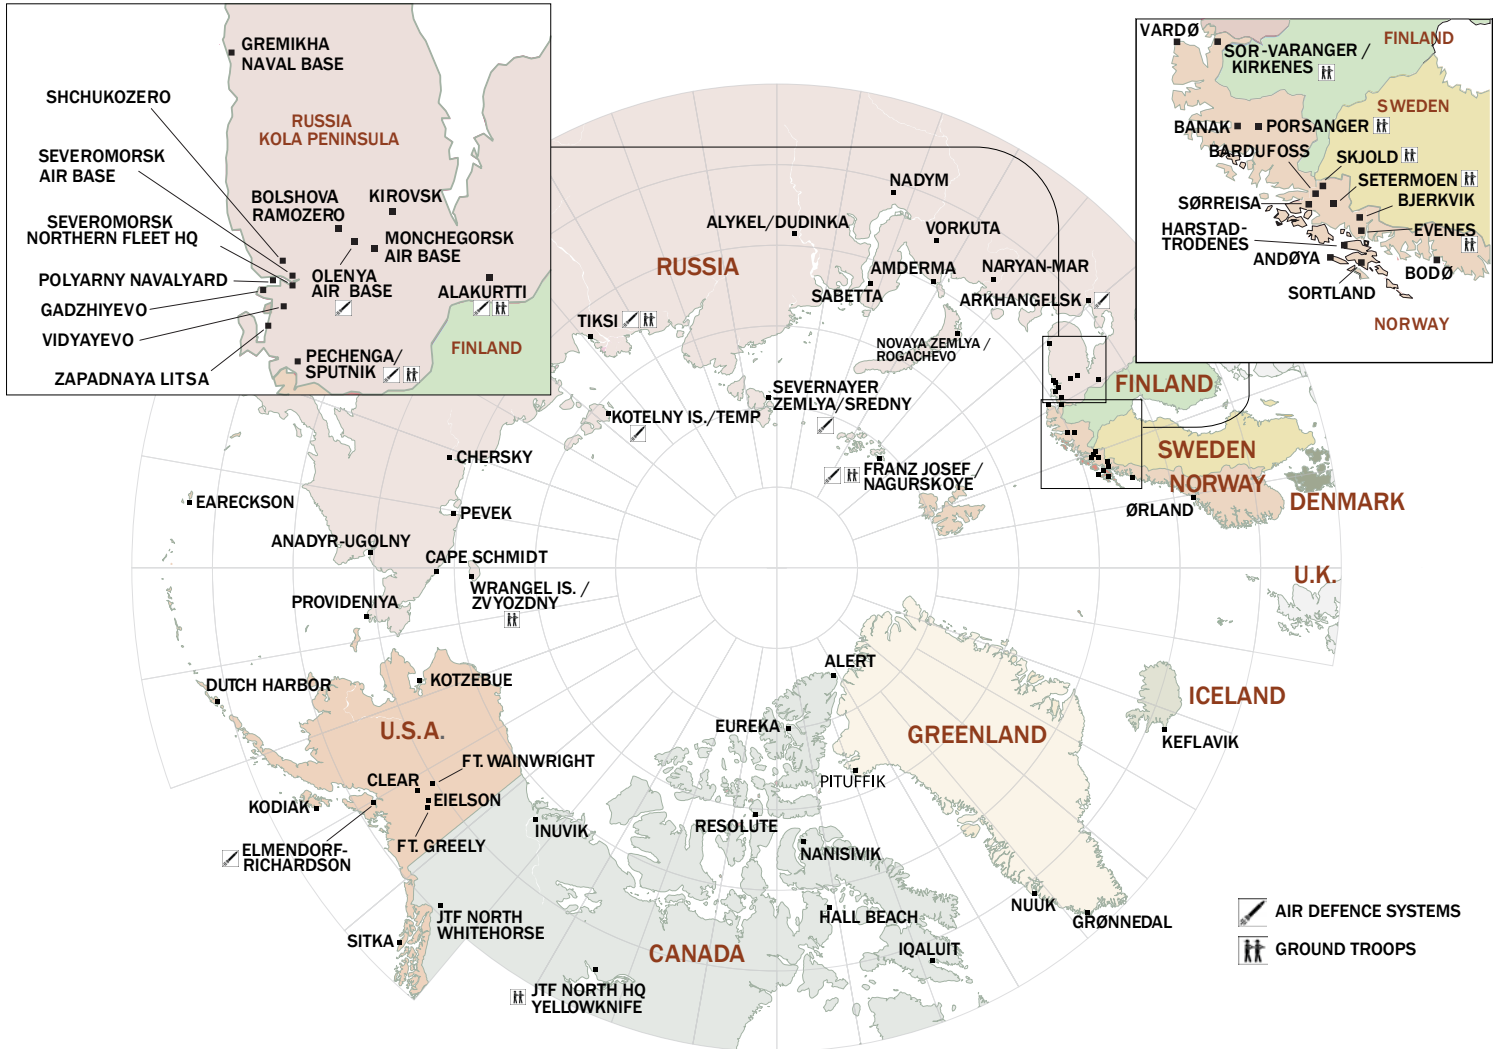 GREMIKHA
NAVAL BASE
SHCHUKOZERO
RUSSIA
KOLA PENINSULA
SEVEROMORSK
AIR BASE
BOLSHOVA
RAMOZERO
KIROVSK
SEVEROMORSK
NORTHERN FLEET HQ
MONCHEGORSK
AIR BASE
POLYARNY NAVALYARD
OLENYA
AIR BASE
ALAKURTTI
GADZHIYEVO
VIDYAYEVO
FINLAND
PECHENGA/
SPUTNIK
ZAPADNAYA LITSA
VARDØ
FINLAND
SOR-VARANGER /
KIRKENES
SWEDEN
BANAK
PORSANGER
BARDUFOSS
SKJOLD
SETERMOEN
SØRREISA
BJERKVIK
HARSTAD-
TRODENES
EVENES
ANDØYA
BODØ
SORTLAND
NORWAY
NADYM
ALYKEL/DUDINKA
VORKUTA
RUSSIA
AMDERMA
NARYAN-MAR
SABETTA
ARKHANGELSK
TIKSI
NOVAYA ZEMLYA /
ROGACHEVO
SEVERNAYER
ZEMLYA/SREDNY
KOTELNY IS./TEMP
FINLAND
CHERSKY
SWEDEN
FRANZ JOSEF /
NAGURSKOYE
NORWAY
EARECKSON
PEVEK
ØRLAND
DENMARK
ANADYR-UGOLNY
CAPE SCHMIDT
U.K.
WRANGEL IS. /
ZVYOZDNY
PROVIDENIYA
ALERT
KOTZEBUE
DUTCH HARBOR
ICELAND
EUREKA
U.S.A.
GREENLAND
KEFLAVIK
FT. WAINWRIGHT
CLEAR
PITUFFIK
EIELSON
KODIAK
RESOLUTE
INUVIK
FT. GREELY
ELMENDORF-
RICHARDSON
NANISIVIK
NUUK
AIR DEFENCE SYSTEMS
JTF NORTH
WHITEHORSE
HALL BEACH
GRØNNEDAL
SITKA
CANADA
IQALUIT
GROUND TROOPS
JTF NORTH HQ
YELLOWKNIFE